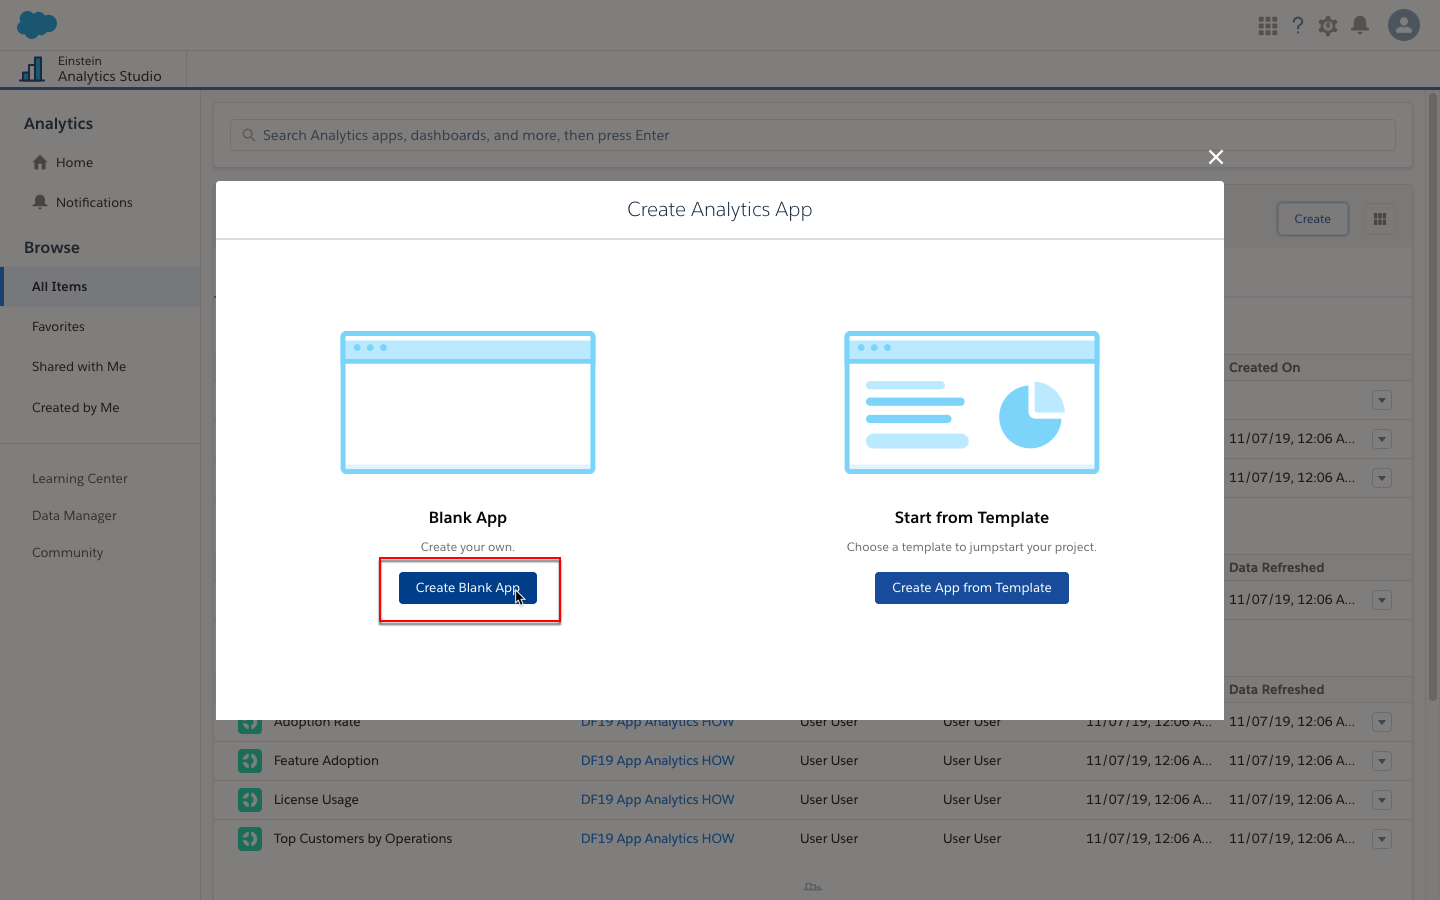 Einstein
Analytics Studio
Analytics
Home
Notifications
Browse
All Items
Favorites
Shared with Me
Created by Me
Learning Center
Data Manager
Community
Search Analytics apps, dashboards, and more, then press Enter
Create
Create Analytics App
Blank App
Create your own.
Create Blank App
Start from Template
Choose a template to jumpstart your project.
Create App from Template
Created On
11/07/19, 12:06 A...
11/07/19, 12:06 A...
Data Refreshed
11/07/19, 12:06 A...
Data Refreshed
Adoption Rate DF19 App Analytics HOW User User User User 11/07/19, 12:06 A... 11/07/19, 12:06 A...
Feature Adoption DF19 App Analytics HOW User User User User 11/07/19, 12:06 A... 11/07/19, 12:06 A...
License Usage DF19 App Analytics HOW User User User User 11/07/19, 12:06 A... 11/07/19, 12:06 A...
Top Customers by Operations DF19 App Analytics HOW User User User User 11/07/19, 12:06 A... 11/07/19, 12:06 A...